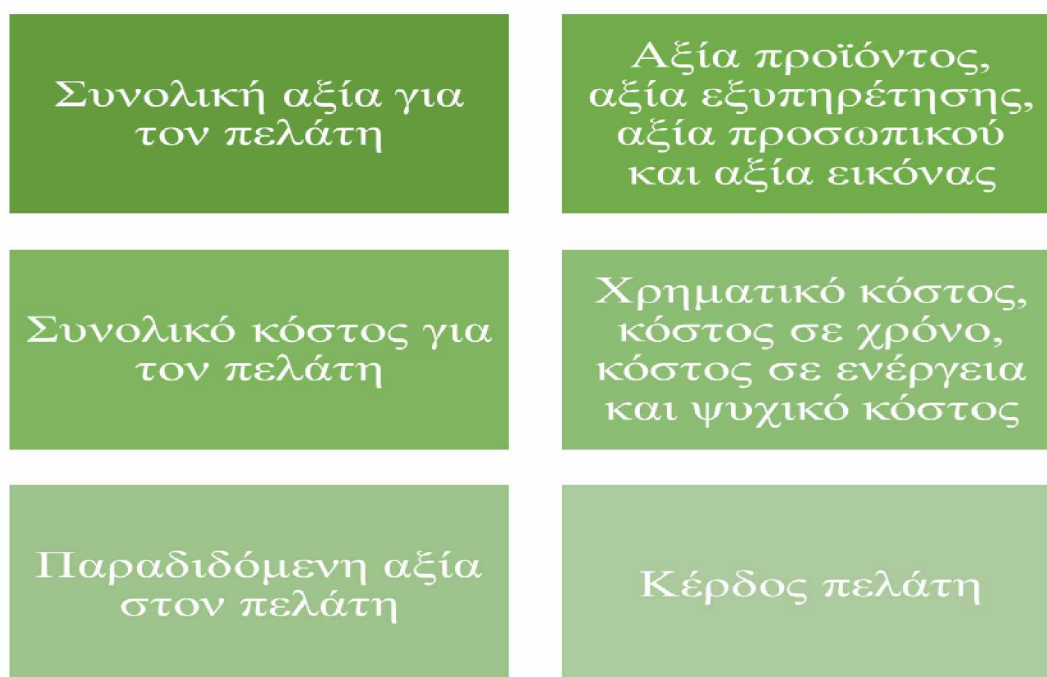 Συνολική αξία για
τον πελάτη
Αξία προϊόντος,
αξία εξυπηρέτησης,
αξία προσωπικού
και αξία εικόνας
Συνολικό κόστος για
τον πελάτη
Χρηματικό κόστος,
κόστος σε χρόνο,
κόστος σε ενέργεια
και ψυχικό κόστος
Παραδιδόμενη αξία
στον πελάτη
Κέρδος πελάτη